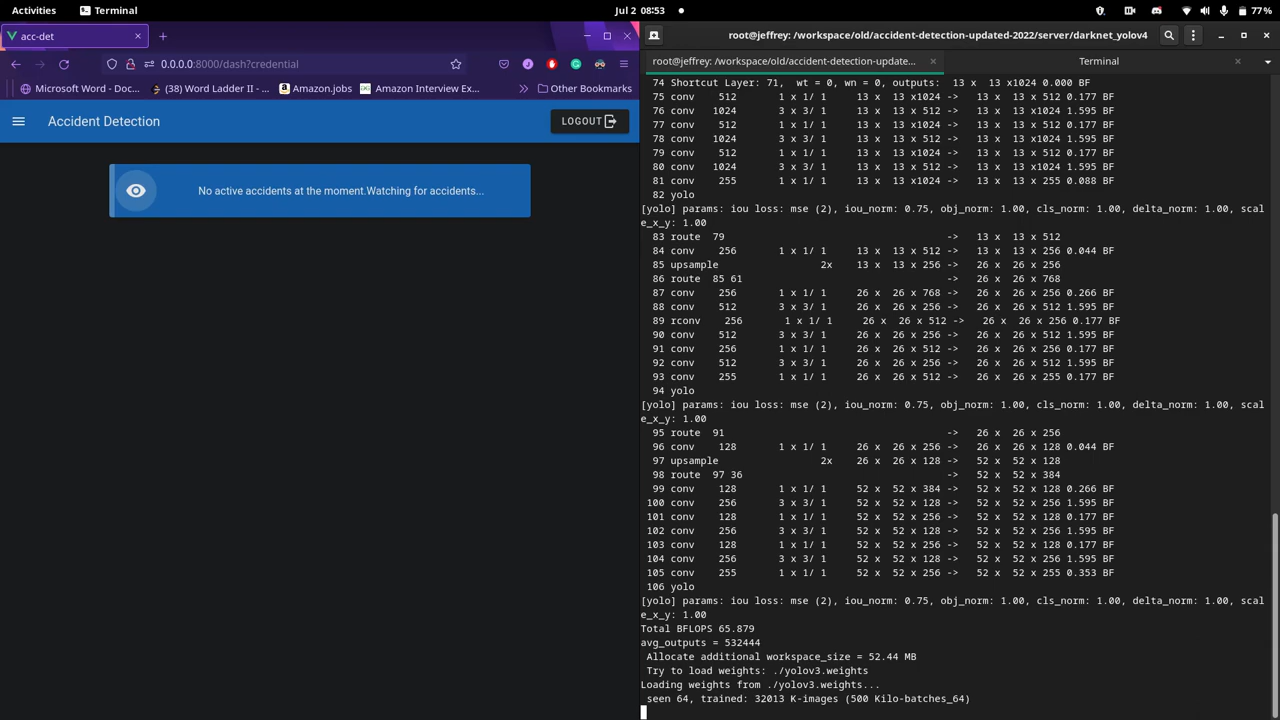 Activities
Terminal
Jul 2 08:53
77 %
acc-det
0.0.0.0:8000/dash?credential
Microsoft Word - Doc...
(38) Word Ladder II - ...
Amazon.jobs
Amazon Interview Ex...
Other Bookmarks
Accident Detection
LOGOUT
No active accidents at the moment.Watching for accidents...
root@jeffrey: /workspace/old/accident-detection-updated-2022/server/darknet_yolov4
root@jeffrey: /workspace/old/accident-detection-update...
Terminal
74 Shortcut Layer: 71, wt = 0, wn = 0, outputs: 13 x 13 x1024 0.000 BF
75 conv 512 1 x 1/ 1 13 x 13 x1024 -> 13 x 13 x 512 0.177 BF
76 conv 1024 3 x 3/ 1 13 x 13 x 512 -> 13 x 13 x1024 1.595 BF
77 conv 512 1 x 1/ 1 13 x 13 x1024 -> 13 x 13 x 512 0.177 BF
78 conv 1024 3 x 3/ 1 13 x 13 x 512 -> 13 x 13 x1024 1.595 BF
79 conv 512 1 x 1/ 1 13 x 13 x1024 -> 13 x 13 x 512 0.177 BF
80 conv 1024 3 x 3/ 1 13 x 13 x 512 -> 13 x 13 x1024 1.595 BF
81 conv 255 1 x 1/ 1 13 x 13 x1024 -> 13 x 13 x 255 0.088 BF
82 yolo
[yolo] params: iou loss: mse (2), iou_norm: 0.75, obj_norm: 1.00, cls_norm: 1.00, delta_norm: 1.00, scal
e_x_y: 1.00
83 route 79 -> 13 x 13 x 512
84 conv 256 1 x 1/ 1 13 x 13 x 512 -> 13 x 13 x 256 0.044 BF
85 upsample 2x 13 x 13 x 256 -> 26 x 26 x 256
86 route 85 61 -> 26 x 26 x 768
87 conv 256 1 x 1/ 1 26 x 26 x 768 -> 26 x 26 x 256 0.266 BF
88 conv 512 3 x 3/ 1 26 x 26 x 256 -> 26 x 26 x 512 1.595 BF
89 rconv 256 1 x 1/ 1 26 x 26 x 512 -> 26 x 26 x 256 0.177 BF
90 conv 512 3 x 3/ 1 26 x 26 x 256 -> 26 x 26 x 512 1.595 BF
91 conv 256 1 x 1/ 1 26 x 26 x 512 -> 26 x 26 x 256 0.177 BF
92 conv 512 3 x 3/ 1 26 x 26 x 256 -> 26 x 26 x 512 1.595 BF
93 conv 255 1 x 1/ 1 26 x 26 x 512 -> 26 x 26 x 255 0.177 BF
94 yolo
[yolo] params: iou loss: mse (2), iou_norm: 0.75, obj_norm: 1.00, cls_norm: 1.00, delta_norm: 1.00, scal
e_x_y: 1.00
95 route 91 -> 26 x 26 x 256
96 conv 128 1 x 1/ 1 26 x 26 x 256 -> 26 x 26 x 128 0.044 BF
97 upsample 2x 26 x 26 x 128 -> 52 x 52 x 128
98 route 97 36 -> 52 x 52 x 384
99 conv 128 1 x 1/ 1 52 x 52 x 384 -> 52 x 52 x 128 0.266 BF
100 conv 256 3 x 3/ 1 52 x 52 x 128 -> 52 x 52 x 256 1.595 BF
101 conv 128 1 x 1/ 1 52 x 52 x 256 -> 52 x 52 x 128 0.177 BF
102 conv 256 3 x 3/ 1 52 x 52 x 128 -> 52 x 52 x 256 1.595 BF
103 conv 128 1 x 1/ 1 52 x 52 x 256 -> 52 x 52 x 128 0.177 BF
104 conv 256 3 x 3/ 1 52 x 52 x 128 -> 52 x 52 x 256 1.595 BF
105 conv 255 1 x 1/ 1 52 x 52 x 256 -> 52 x 52 x 255 0.353 BF
106 yolo
[yolo] params: iou loss: mse (2), iou_norm: 0.75, obj_norm: 1.00, cls_norm: 1.00, delta_norm: 1.00, scal
e_x_y: 1.00
Total BFLOPS 65.879
avg_outputs = 532444
Allocate additional workspace_size = 52.44 MB
Try to load weights: ./yolov3.weights
Loading weights from ./yolov3.weights...
seen 64, trained: 32013 K-images (500 Kilo-batches_64)